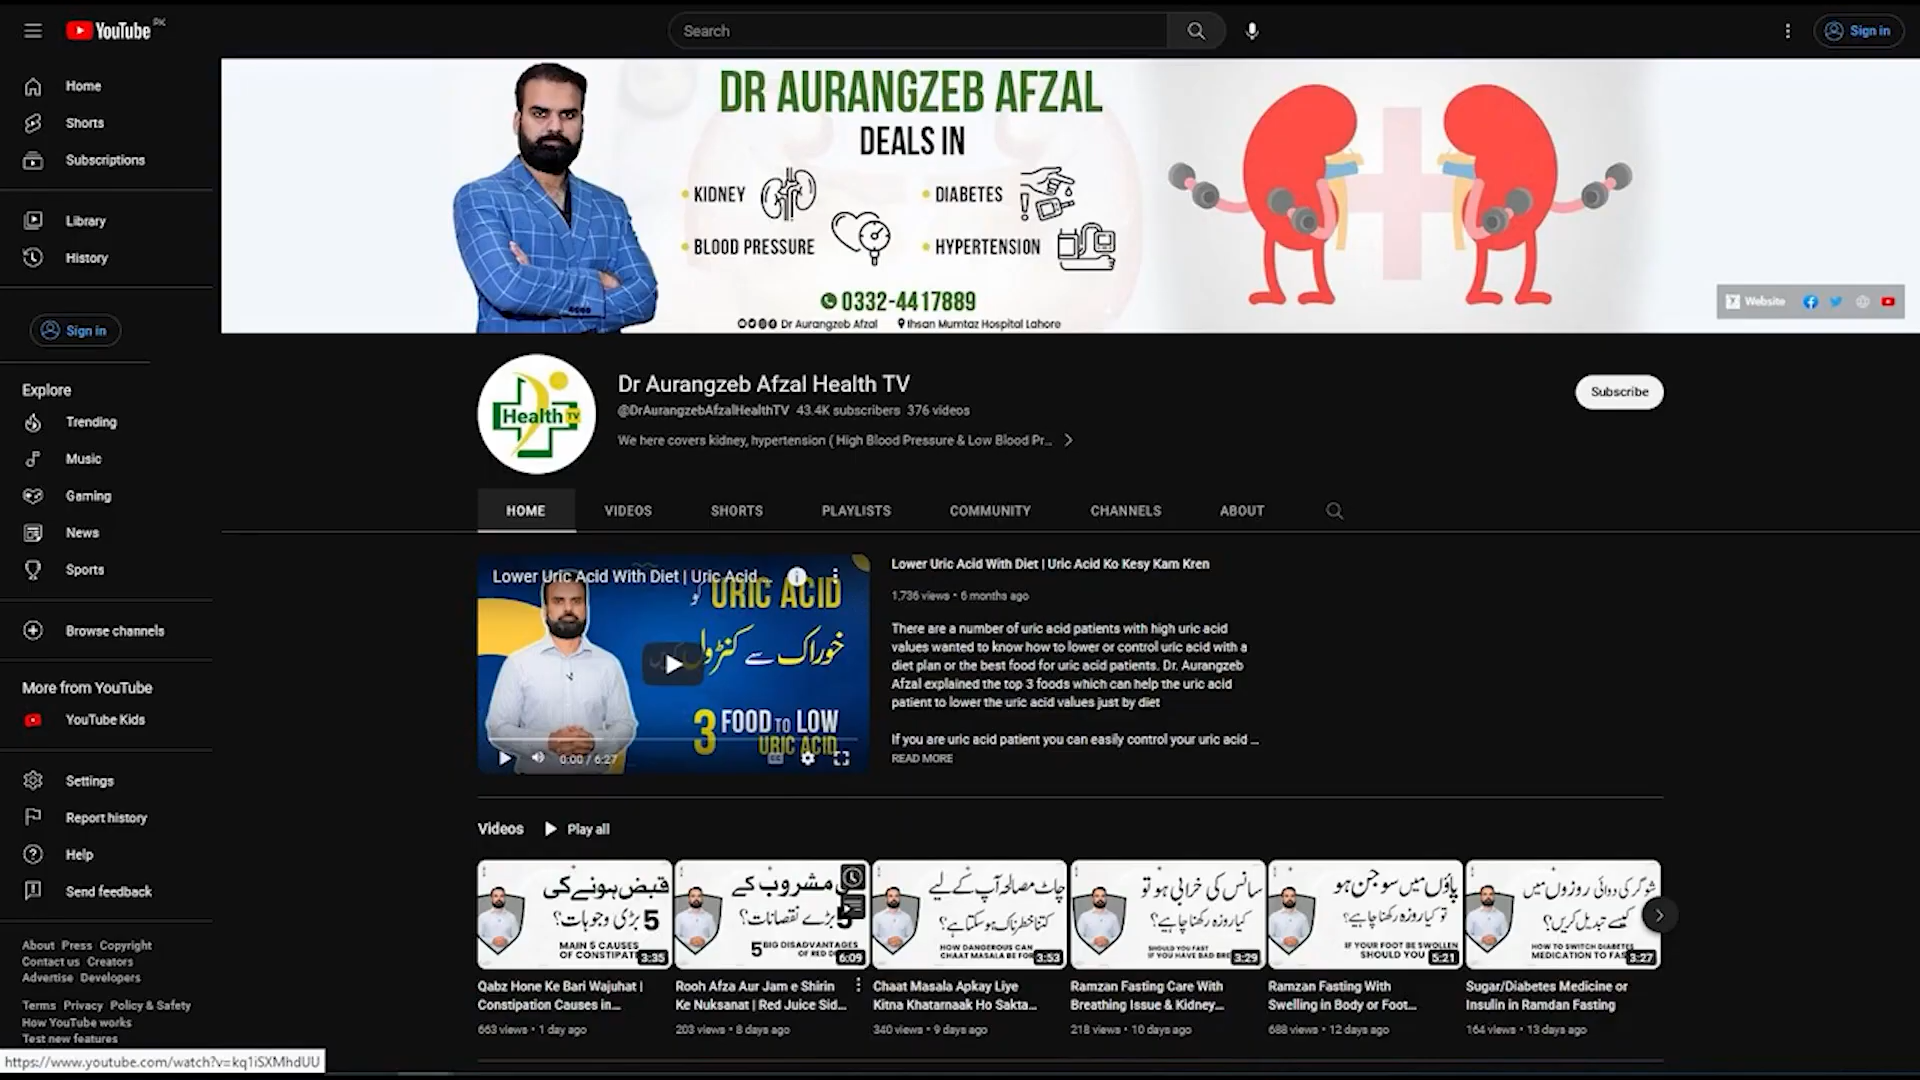 YouTube PK
Search
Sign in
Home
Shorts
Subscriptions
Library
History
Sign in
Explore
Trending
Music
Gaming
News
Sports
Browse channels
More from YouTube
YouTube Kids
Settings
Report history
Help
Send feedback
About Press Copyright
Contact us Creators
Advertise Developers
Terms Privacy Policy & Safety
How YouTube works
Test new features
https://www.youtube.com/watch?v=kq1iSXMhdUU
DR AURANGZEB AFZAL
DEALS IN
• KIDNEY
• DIABETES
• BLOOD PRESSURE
• HYPERTENSION
0332-4417889
Dr Aurangzeb Afzal Ihsan Mumtaz Hospital Lahore
Website
Health TV
Dr Aurangzeb Afzal Health TV
@DrAurangzebAfzalHealthTV 43.4K subscribers 376 videos
We here covers kidney, hypertension ( High Blood Pressure & Low Blood Pr...
Subscribe
HOME
VIDEOS
SHORTS
PLAYLISTS
COMMUNITY
CHANNELS
ABOUT
Lower Uric Acid With Diet | Uric Acid ...
URIC ACID کو
خوراک سے کنٹرول
3 FOOD TO LOW
URIC ACID
0:00 / 6:27
Lower Uric Acid With Diet | Uric Acid Ko Kesy Kam Kren
1,736 views • 6 months ago
There are a number of uric acid patients with high uric acid
values wanted to know how to lower or control uric acid with a
diet plan or the best food for uric acid patients. Dr. Aurangzeb
Afzal explained the top 3 foods which can help the uric acid
patient to lower the uric acid values just by diet
If you are uric acid patient you can easily control your uric acid ...
READ MORE
Videos
Play all
قبض ہونے کی
5 بڑی وجوہات؟
MAIN 5 CAUSES
OF CONSTIPAT
3:35
Qabz Hone Ke Bari Wajuhat |
Constipation Causes in...
663 views • 1 day ago
مشروب کے
5 بڑے نقصانات؟
5 BIG DISADVANTAGES
OF RED
6:09
Rooh Afza Aur Jam e Shirin
Ke Nuksanat | Red Juice Sid...
203 views • 8 days ago
چاٹ مصالحہ آپ کے لیے
کتنا خطرناک ہو سکتا ہے؟
HOW DANGEROUS CAN
CHAAT MASALA BE FOR
3:53
Chaat Masala Apkay Liye
Kitna Khatarnaak Ho Sakta...
340 views • 9 days ago
سانس کی خرابی ہو تو
کیا روزہ رکھنا چاہیے؟
SHOULD YOU FAST
IF YOU HAVE BAD BRE
3:29
Ramzan Fasting Care With
Breathing Issue & Kidney...
218 views • 10 days ago
پاؤں میں سوجن ہو
تو کیا روزہ رکھنا چاہیے؟
IF YOUR FOOT BE SWOLLEN
SHOULD YOU
5:21
Ramzan Fasting With
Swelling in Body or Foot...
688 views • 12 days ago
شوگر کی دوائی روزوں میں
کیسے تبدیل کریں؟
HOW TO SWITCH DIABETES
MEDICATION TO FAS
3:27
Sugar/Diabetes Medicine or
Insulin in Ramdan Fasting
164 views • 13 days ago